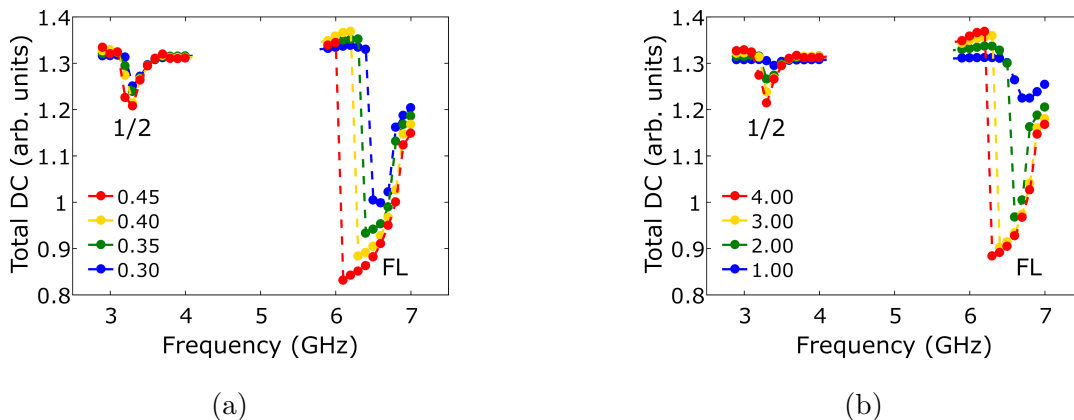 1.4
1.3
1.2
1.1
1
0.9
0.8
Total DC (arb. units)
1/2
FL
0.45
0.40
0.35
0.30
3 4 5 6 7
Frequency (GHz)
(a)
1.4
1.3
1.2
1.1
1
0.9
0.8
Total DC (arb. units)
1/2
FL
4.00
3.00
2.00
1.00
3 4 5 6 7
Frequency (GHz)
(b)